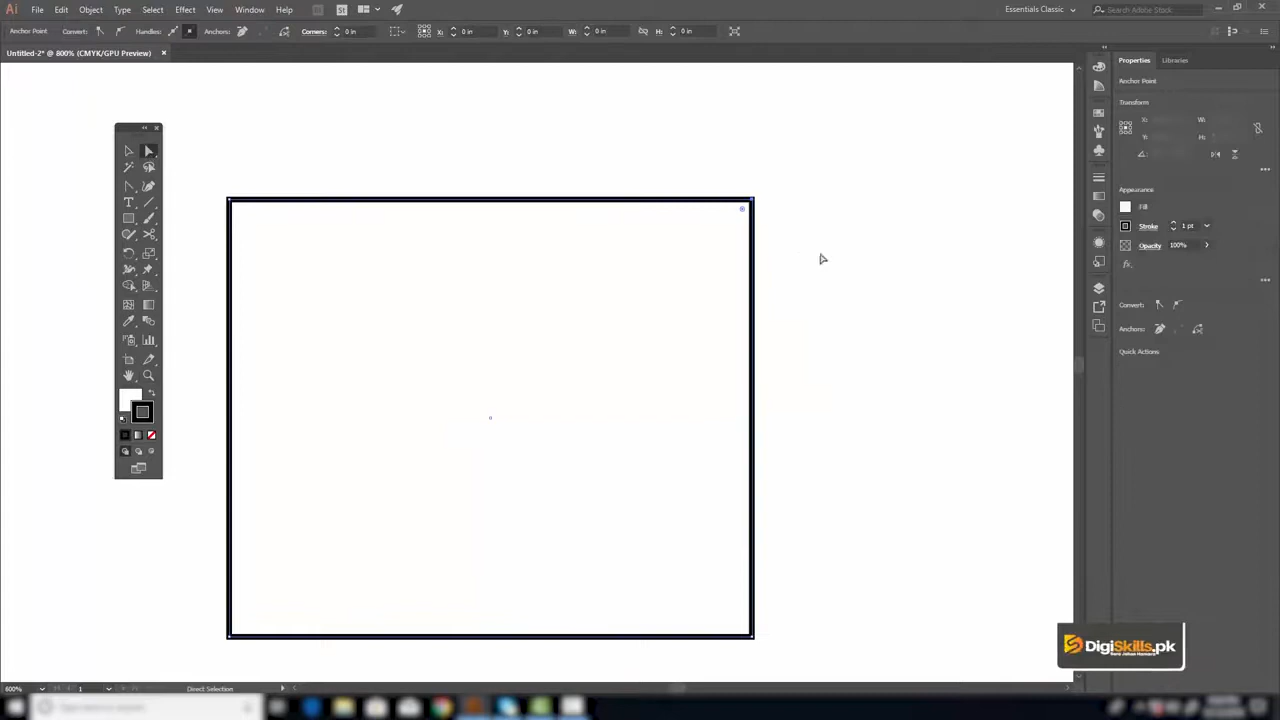 Ai File Edit Object Type Select Effect View Window Help St Essentials Classic Search Adobe Stock
Anchor Point Convert: Handles: Anchors: Corners: 0 in X: 0 in Y: 0 in W: 0 in H: 0 in
Untitled-2* @ 800% (CMYK/GPU Preview)
Properties Libraries
Anchor Point
Transform
X: W:
Y: H:
Appearance
Fill
Stroke 1 pt
Opacity 100%
fx.
Convert:
Anchors:
Quick Actions
DigiSkills.pk
600% 1 Direct Selection